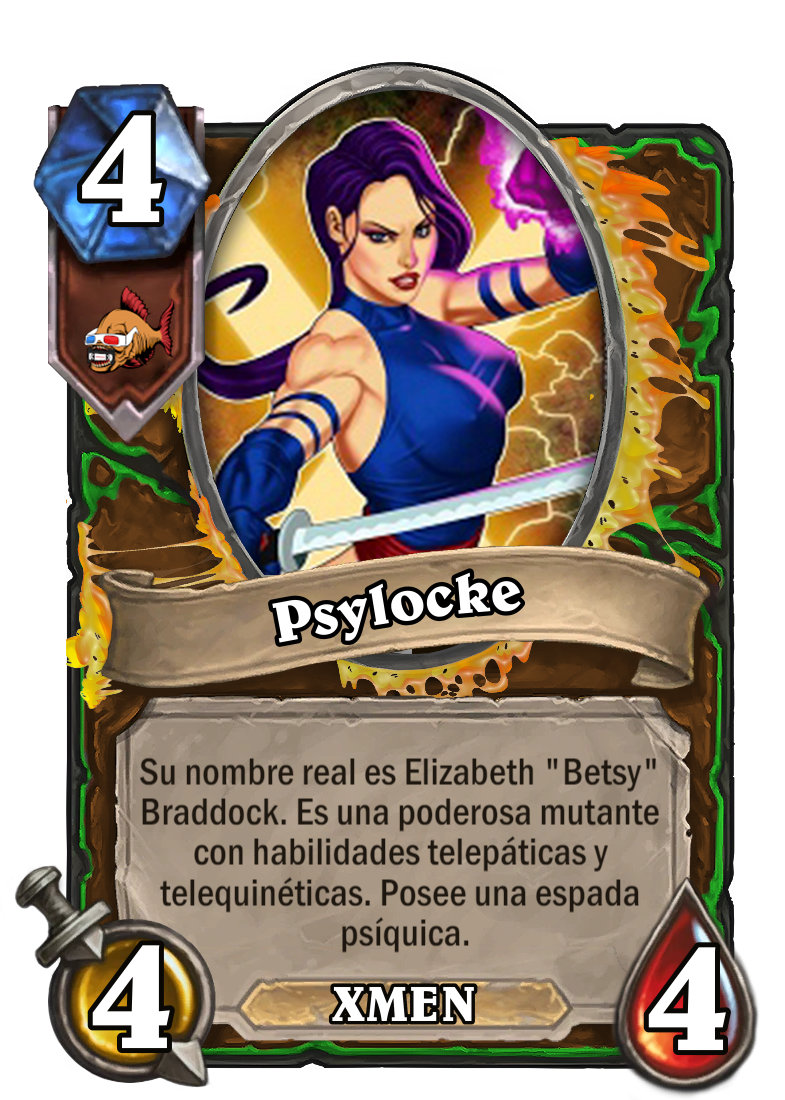 4
Psylocke
Su nombre real es Elizabeth "Betsy"
Braddock. Es una poderosa mutante
con habilidades telepáticas y
telequinéticas. Posee una espada
psíquica.
4
XMEN
4